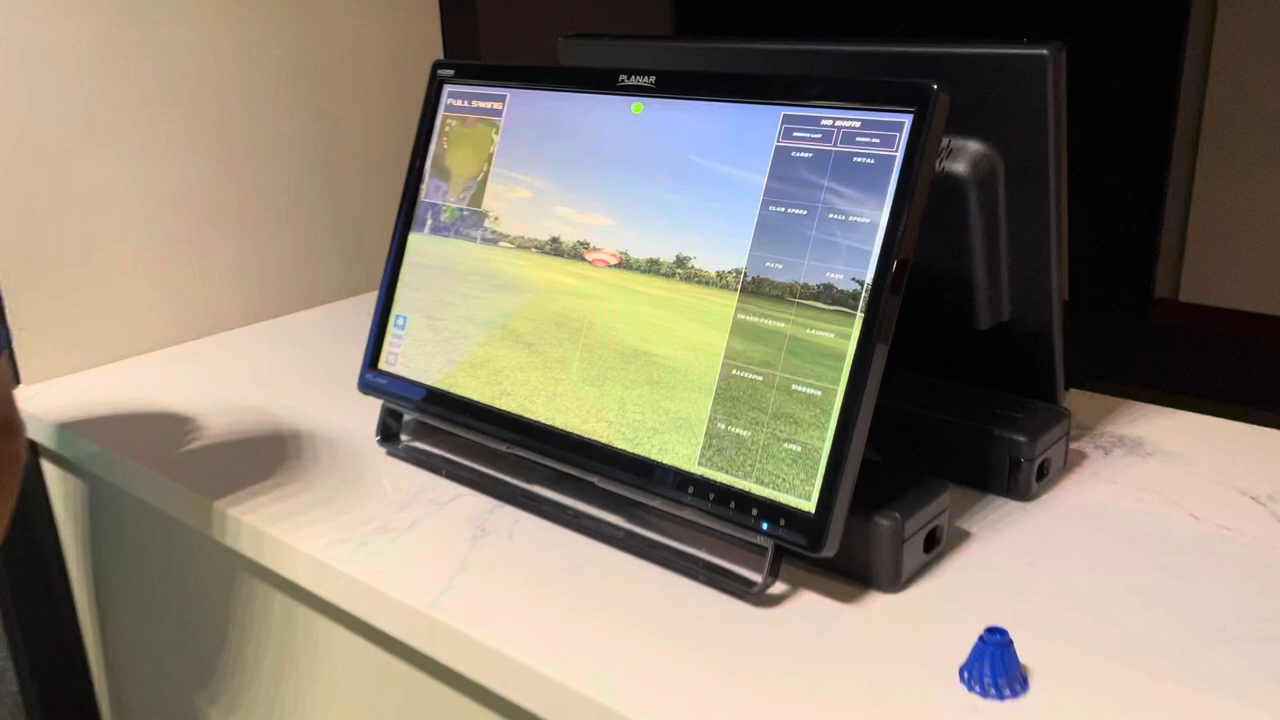 HDMI
PLANAR
FULL SWING
NO SHOTS
CARRY
TOTAL
CLUB SPEED
BALL SPEED
PATH
FACE
SMASH FACTOR
LAUNCH
BACKSPIN
SIDESPIN
TO TARGET
APEX